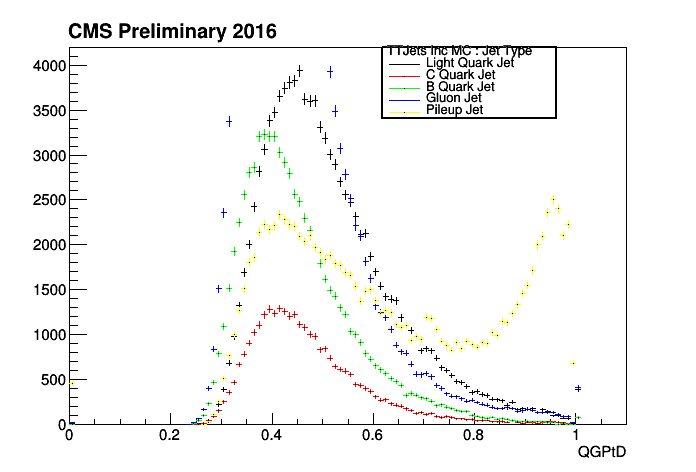 CMS Preliminary 2016
TTJets Inc MC : Jet Type
Light Quark Jet
C Quark Jet
B Quark Jet
Gluon Jet
Pileup Jet
4000
3500
3000
2500
2000
1500
1000
500
0
0 0.2 0.4 0.6 0.8 1
QGPtD